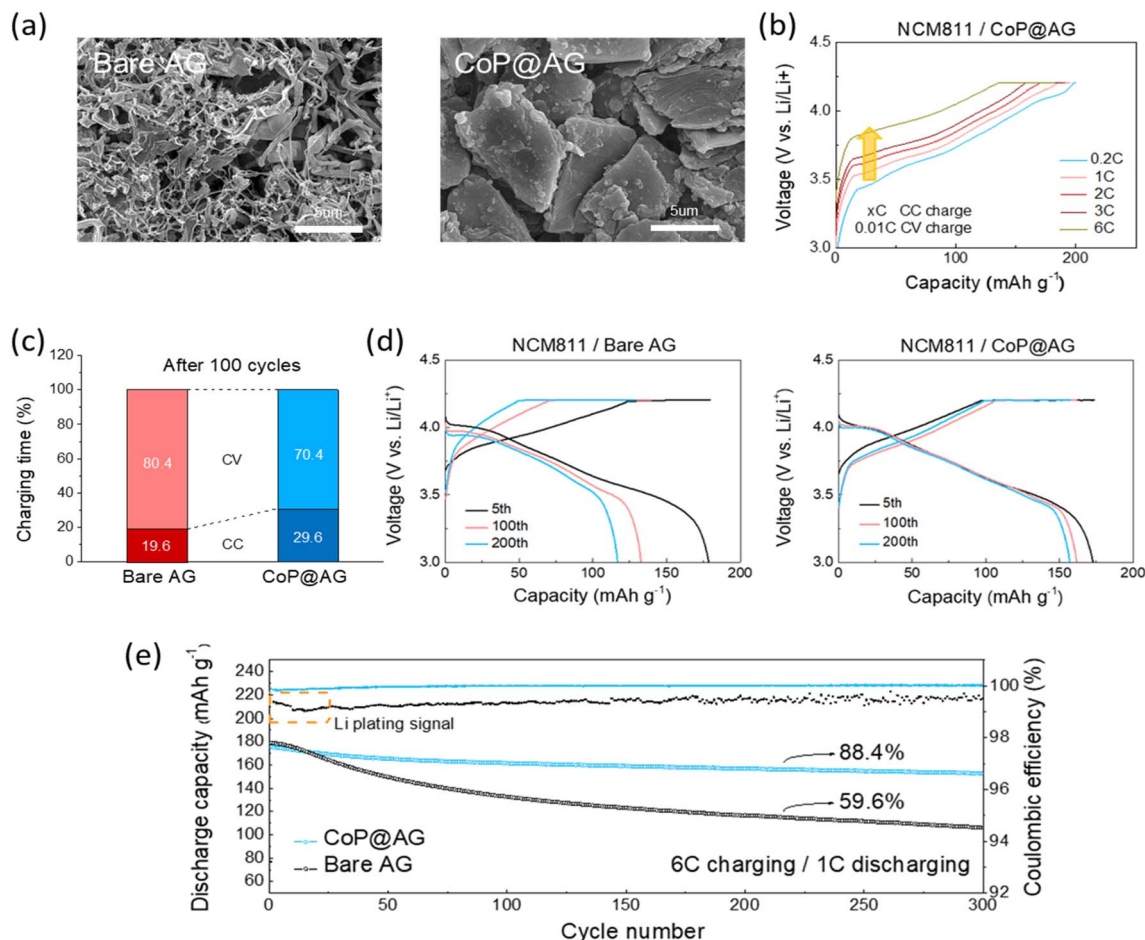 (a)
Bare AG
5um
CoP@AG
5um
(b)
NCM811 / CoP@AG
Voltage (V vs. Li/Li+)
4.5
4.0
3.5
3.0
0.2C
1C
2C
3C
6C
xC CC charge
0.01C CV charge
0 100 200
Capacity (mAh g⁻¹)
(c)
After 100 cycles
Charging time (%)
120
100
80
60
40
20
0
80.4
19.6
CV
CC
70.4
29.6
Bare AG CoP@AG
(d)
NCM811 / Bare AG
Voltage (V vs. Li/Li⁺)
4.5
4.0
3.5
3.0
5th
100th
200th
0 50 100 150 200
Capacity (mAh g⁻¹)
NCM811 / CoP@AG
Voltage (V vs. Li/Li⁺)
4.5
4.0
3.5
3.0
5th
100th
200th
0 50 100 150 200
Capacity (mAh g⁻¹)
(e)
Discharge capacity (mAh g⁻¹)
240
220
200
180
160
140
120
100
80
60
Li plating signal
88.4%
59.6%
CoP@AG
Bare AG
6C charging / 1C discharging
100
98
96
94
92
Coulombic efficiency (%)
0 50 100 150 200 250 300
Cycle number